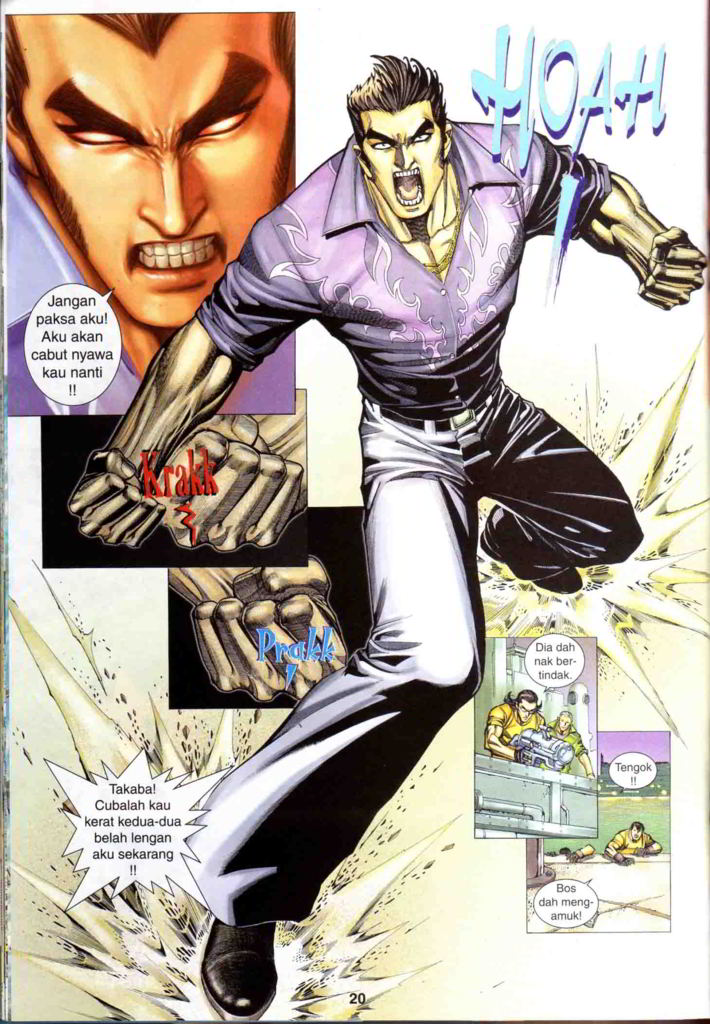 HOAH
Jangan
paksa aku!
Aku akan
cabut nyawa
kau nanti
!!
Krakk
Prakk
Dia dah
nak ber-
tindak.
Tengok
!!
Takaba!
Cubalah kau
kerat kedua-dua
belah lengan
aku sekarang
!!
Bos
dah meng-
amuk!
20